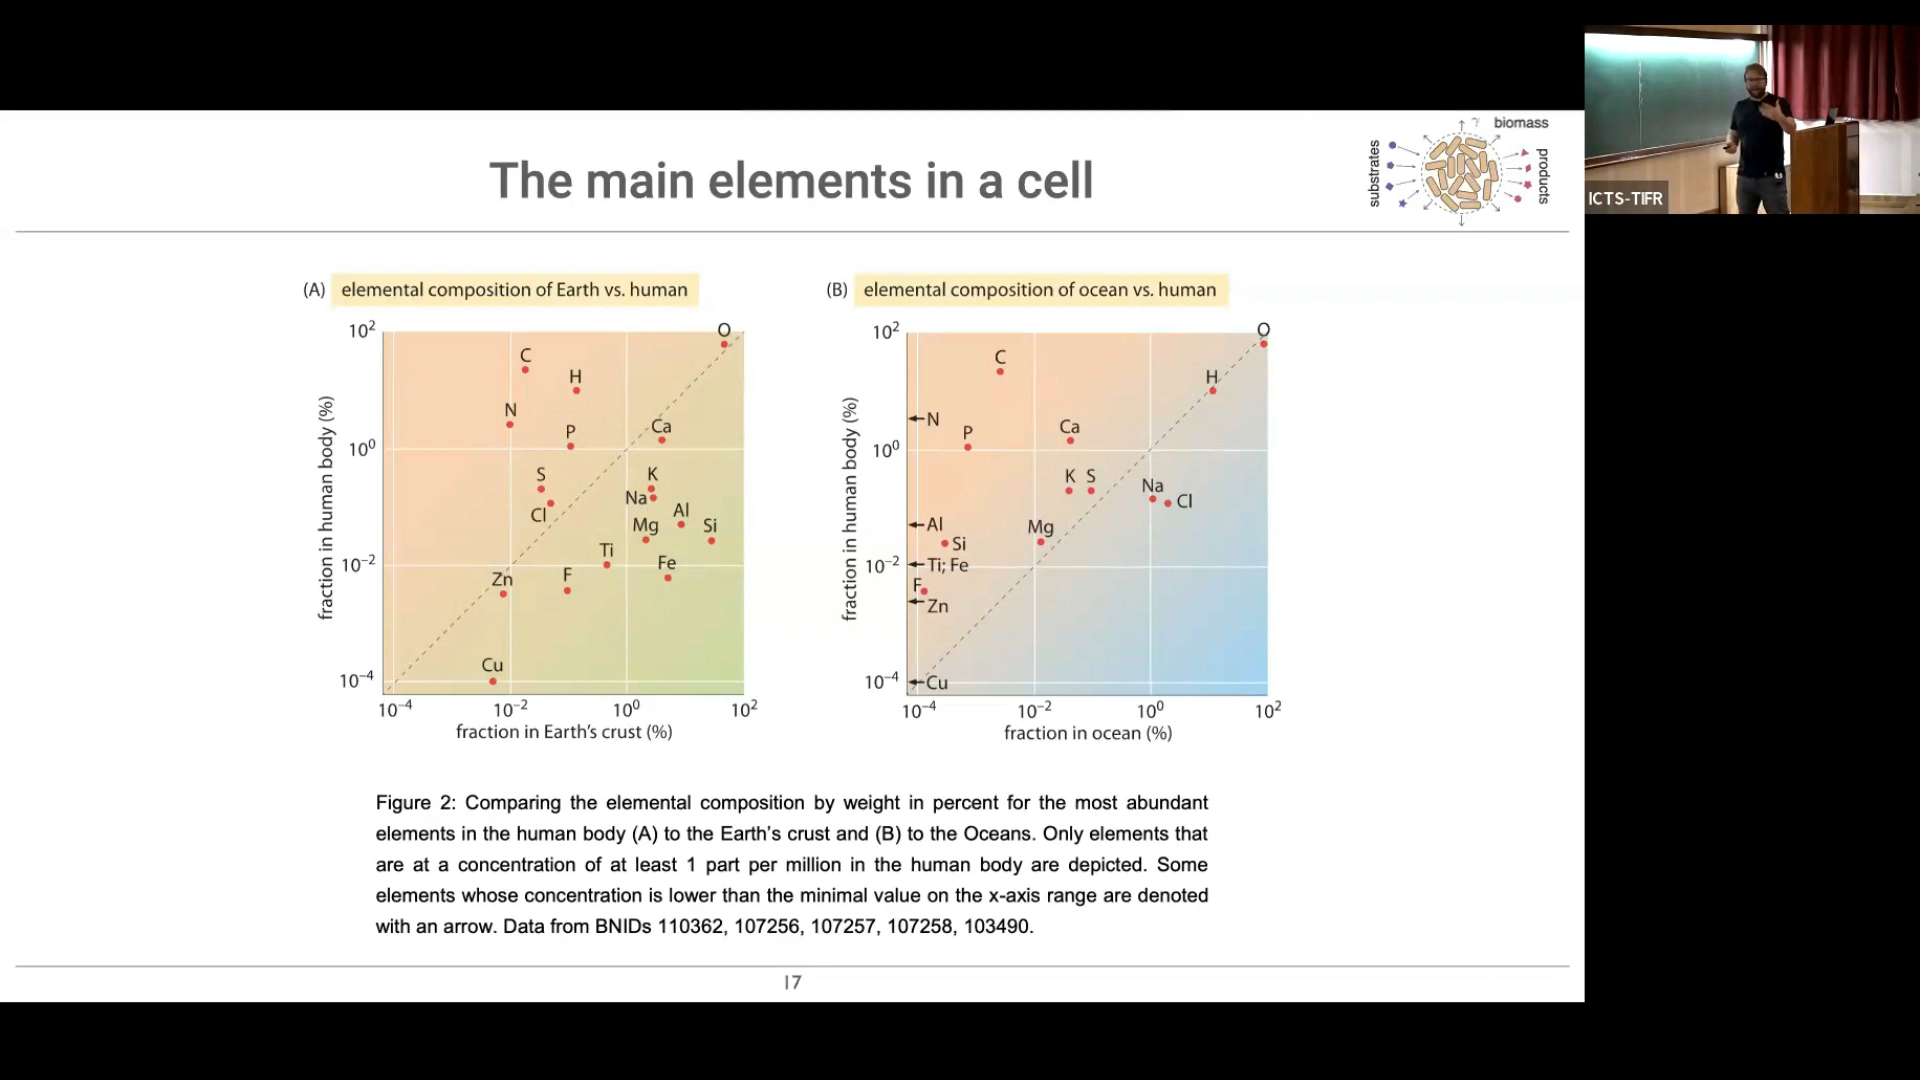 The main elements in a cell
biomass
substrates
products
ICTS-TIFR
(A) elemental composition of Earth vs. human
10² O
C
H
N
P
Ca
10⁰
S
K
Cl
Na
Al
Mg
Si
Ti
10⁻²
Fe
Zn
F
Cu
10⁻⁴
10⁻⁴ 10⁻² 10⁰ 10²
fraction in human body (%)
fraction in Earth's crust (%)
(B) elemental composition of ocean vs. human
10² O
C
H
N
P
Ca
10⁰
K S
Na
Cl
Al
Mg
Si
10⁻² Ti; Fe
F
Zn
10⁻⁴ Cu
10⁻⁴ 10⁻² 10⁰ 10²
fraction in human body (%)
fraction in ocean (%)
Figure 2: Comparing the elemental composition by weight in percent for the most abundant
elements in the human body (A) to the Earth's crust and (B) to the Oceans. Only elements that
are at a concentration of at least 1 part per million in the human body are depicted. Some
elements whose concentration is lower than the minimal value on the x-axis range are denoted
with an arrow. Data from BNIDs 110362, 107256, 107257, 107258, 103490.
17